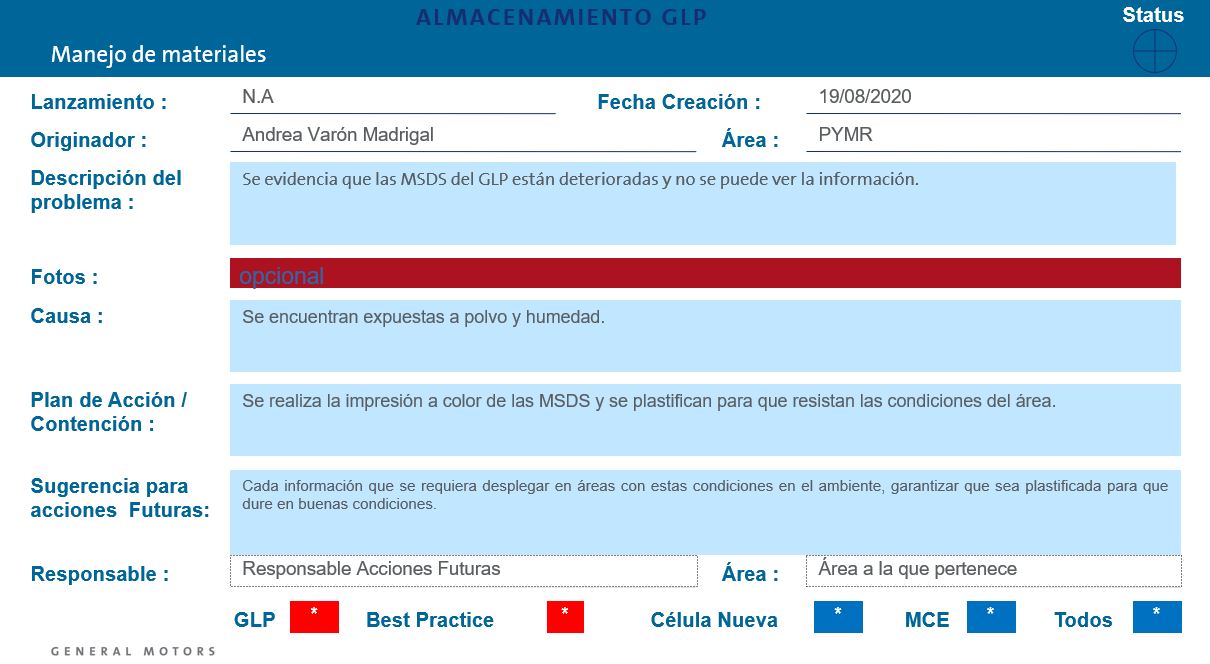 ALMACENAMIENTO GLP
Status
Manejo de materiales
Lanzamiento : N.A Fecha Creación : 19/08/2020
Originador : Andrea Varón Madrigal Área : PYMR
Descripción del
problema :
Se evidencia que las MSDS del GLP están deterioradas y no se puede ver la información.
Fotos : opcional
Causa : Se encuentran expuestas a polvo y humedad.
Plan de Acción /
Contención :
Se realiza la impresión a color de las MSDS y se plastifican para que resistan las condiciones del área.
Sugerencia para
acciones Futuras:
Cada información que se requiera desplegar en áreas con estas condiciones en el ambiente, garantizar que sea plastificada para que
dure en buenas condiciones.
Responsable : Responsable Acciones Futuras Área : Área a la que pertenece
GLP * Best Practice * Célula Nueva * MCE * Todos *
GENERAL MOTORS